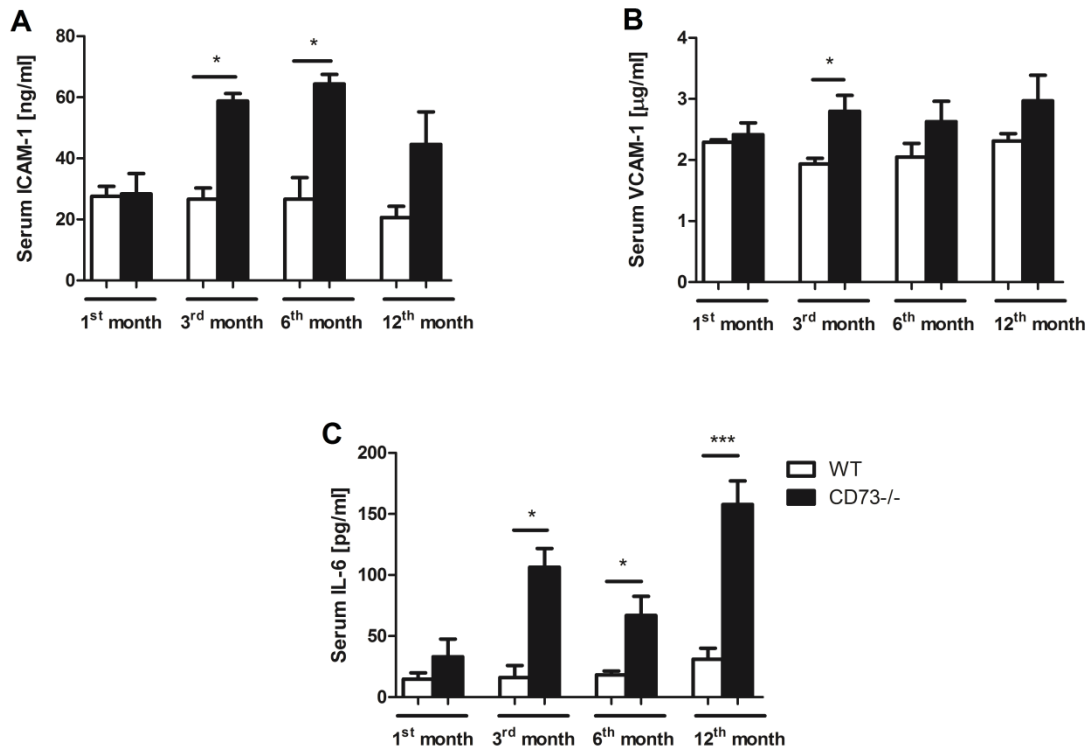 A
Serum ICAM-1 [ng/ml]
80
60
40
20
0
*
*
1st month
3rd month
6th month
12th month
B
Serum VCAM-1 [µg/ml]
4
3
2
1
0
*
1st month
3rd month
6th month
12th month
C
Serum IL-6 [pg/ml]
200
150
100
50
0
*
*
***
1st month
3rd month
6th month
12th month
WT
CD73-/-